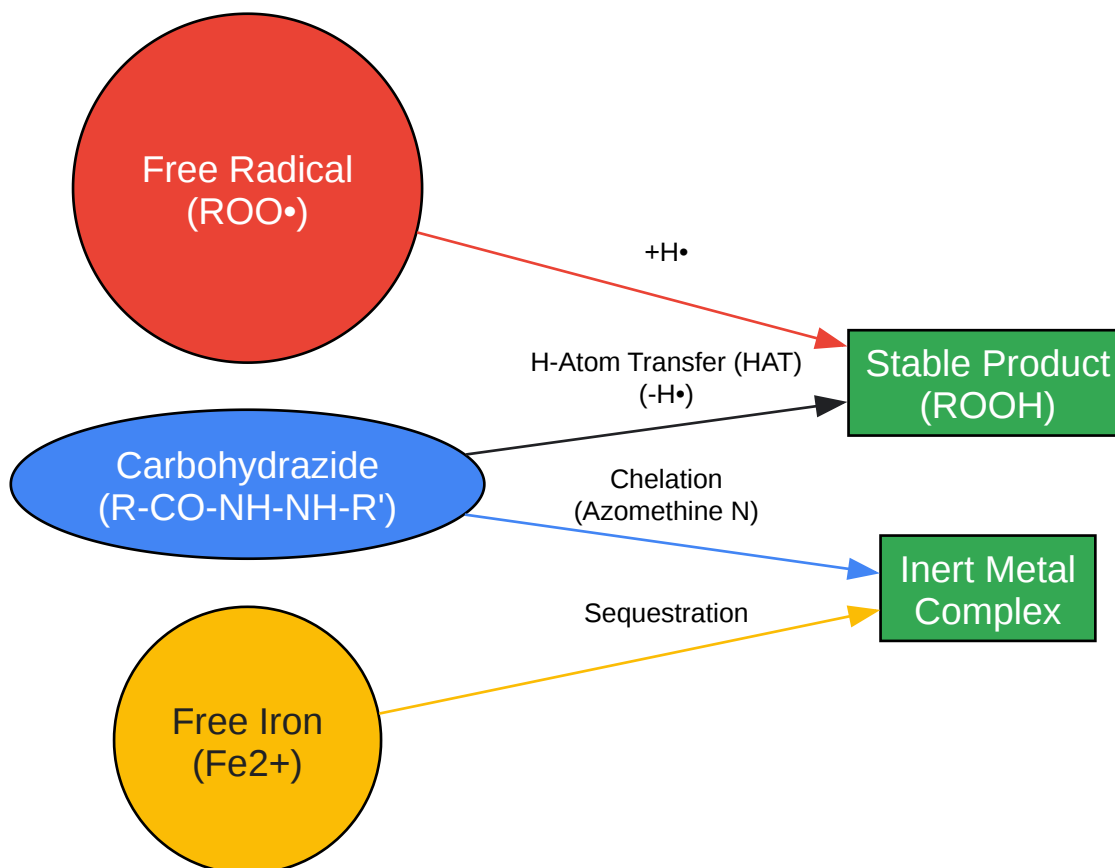 Free Radical
(ROO•)
+H•
H-Atom Transfer (HAT)
(-H•)
Stable Product
(ROOH)
Carbohydrazide
(R-CO-NH-NH-R')
Chelation
(Azomethine N)
Inert Metal
Complex
Sequestration
Free Iron
(Fe2+)